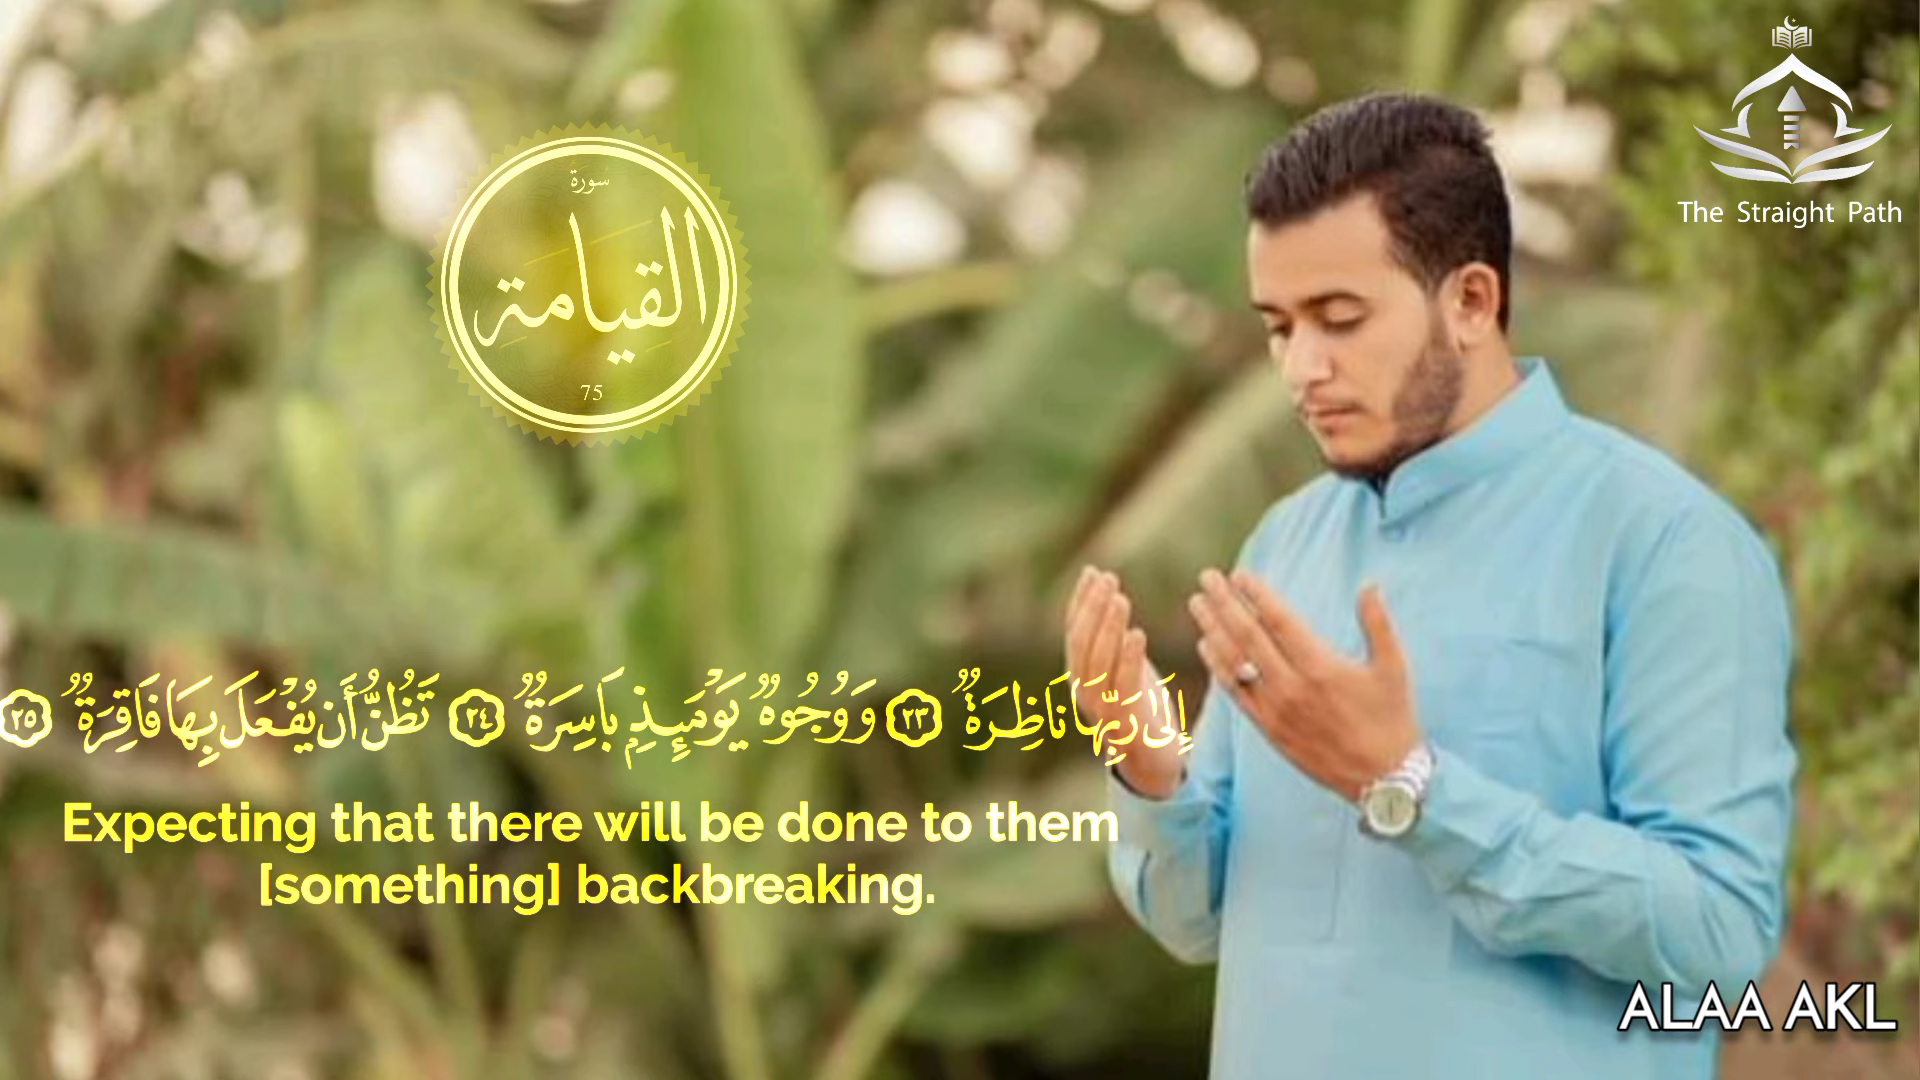 سورة
القيامة
75
The Straight Path
إِلَىٰ رَبِّهَا نَاظِرَةٌ ٢٣ وَوُجُوهٌ يَوْمَئِذٍ بَاسِرَةٌ ٢٤ تَظُنُّ أَن يُفْعَلَ بِهَا فَاقِرَةٌ ٢٥
Expecting that there will be done to them
[something] backbreaking.
ALAA AKL